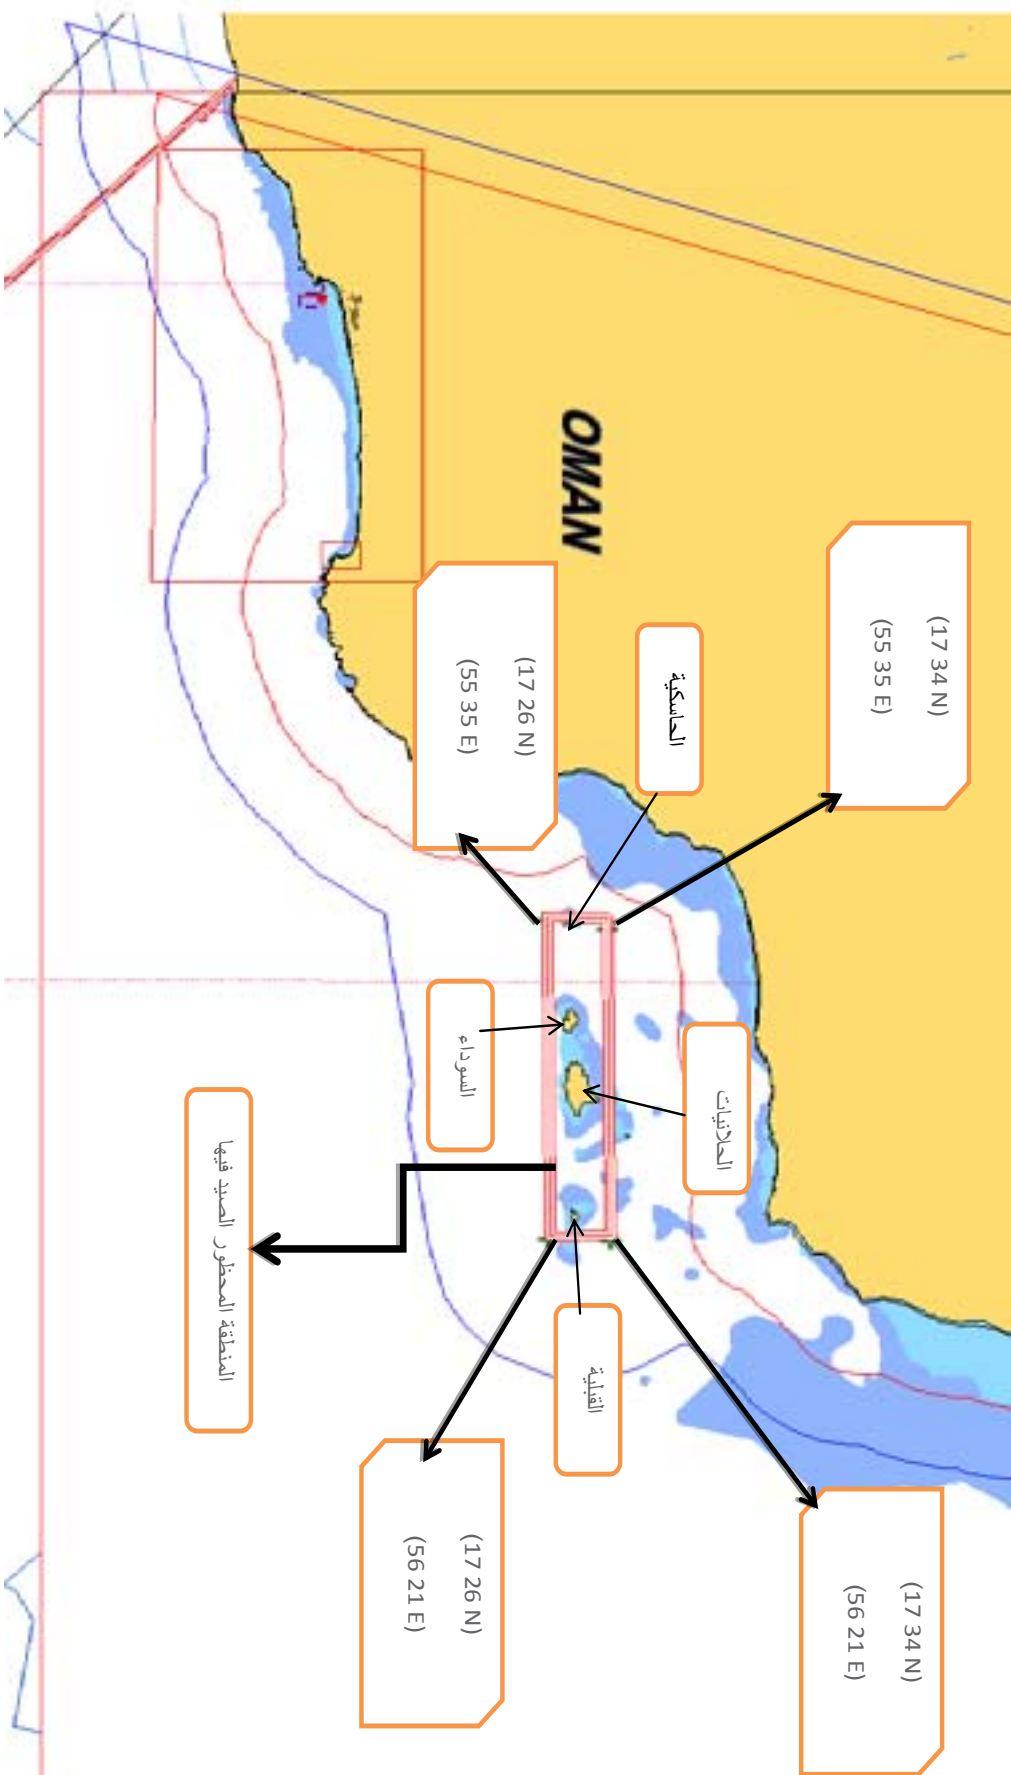 OMAN
(17 34 N)
(55 35 E)
(17 26 N)
(55 35 E)
الحاسكية
السوداء
الحلانيات
القبلية
المنطقة المحظور الصيد فيها
(17 34 N)
(56 21 E)
(17 26 N)
(56 21 E)